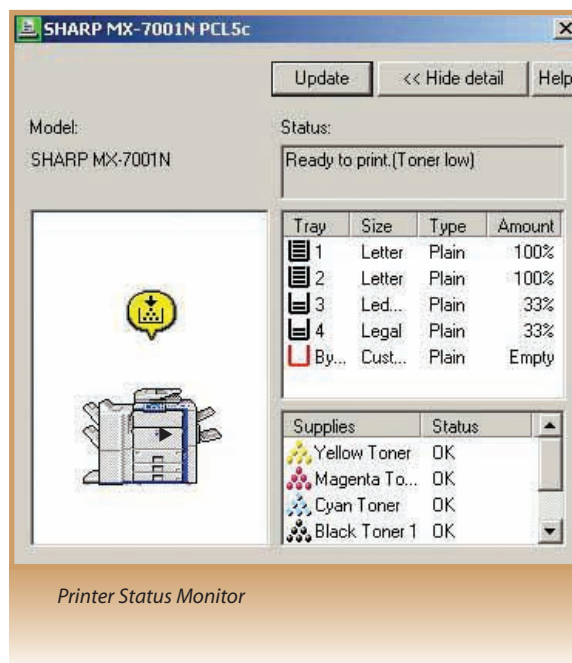 SHARP MX-7001N PCL5c
Update << Hide detail Help
Model: Status:
SHARP MX-7001N Ready to print.(Toner low)
Tray Size Type Amount
1 Letter Plain 100%
2 Letter Plain 100%
3 Led... Plain 33%
4 Legal Plain 33%
By... Cust... Plain Empty
Supplies Status
Yellow Toner OK
Magenta To... OK
Cyan Toner OK
Black Toner 1 OK
Printer Status Monitor